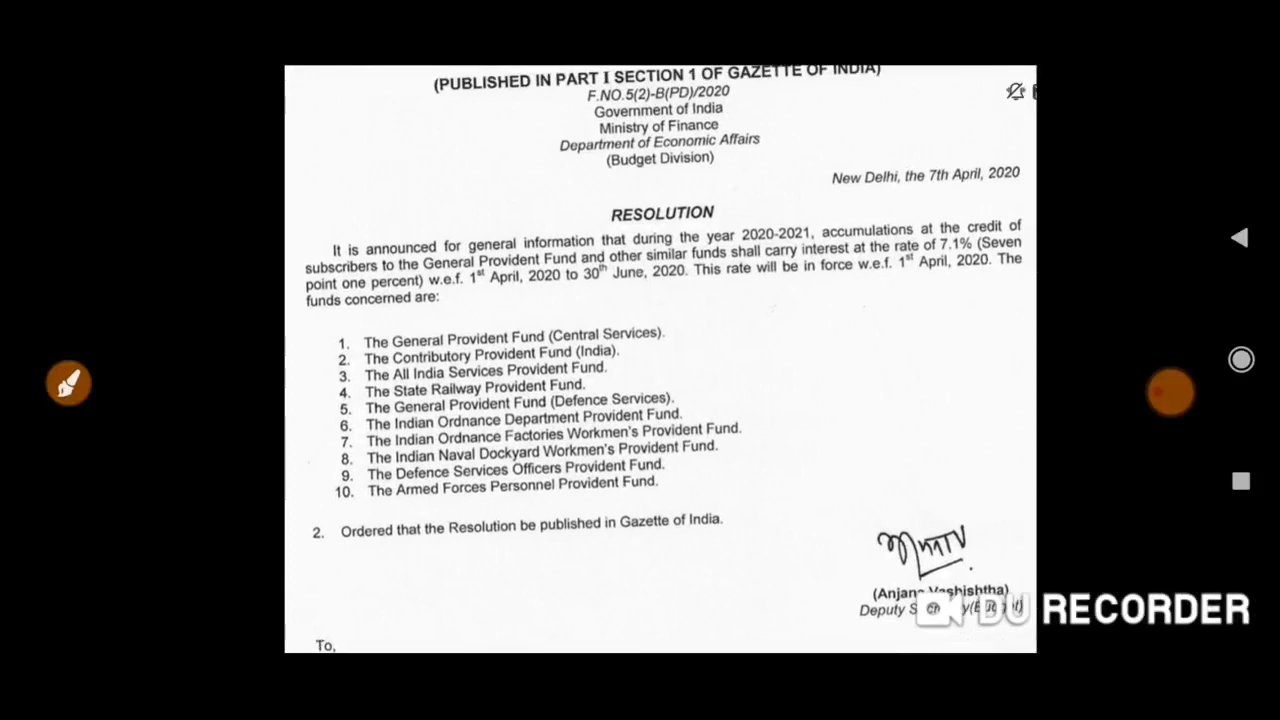 (PUBLISHED IN PART I SECTION 1 OF GAZETTE OF INDIA)
F.NO.5(2)-B(PD)/2020
Government of India
Ministry of Finance
Department of Economic Affairs
(Budget Division)
New Delhi, the 7th April, 2020
RESOLUTION
It is announced for general information that during the year 2020-2021, accumulations at the credit of
subscribers to the General Provident Fund and other similar funds shall carry interest at the rate of 7.1% (Seven
point one percent) w.e.f. 1st April, 2020 to 30th June, 2020. This rate will be in force w.e.f. 1st April, 2020. The
funds concerned are:
1. The General Provident Fund (Central Services).
2. The Contributory Provident Fund (India).
3. The All India Services Provident Fund.
4. The State Railway Provident Fund.
5. The General Provident Fund (Defence Services).
6. The Indian Ordnance Department Provident Fund.
7. The Indian Ordnance Factories Workmen's Provident Fund.
8. The Indian Naval Dockyard Workmen's Provident Fund.
9. The Defence Services Officers Provident Fund.
10. The Armed Forces Personnel Provident Fund.
2. Ordered that the Resolution be published in Gazette of India.
(Anjana Vashishtha)
Deputy
DU RECORDER
To,